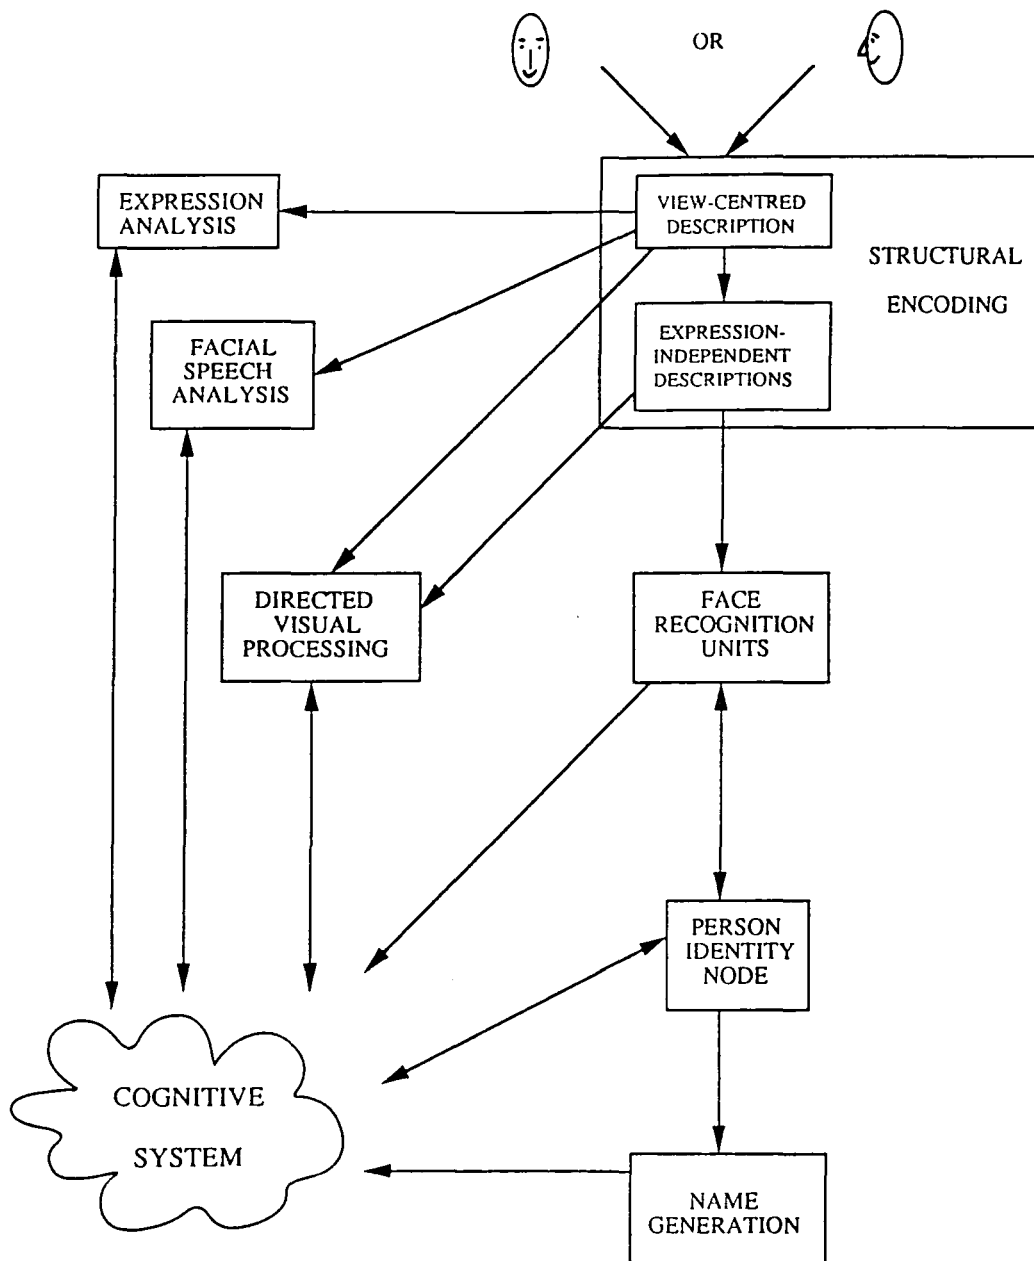 OR
EXPRESSION
ANALYSIS
VIEW-CENTRED
DESCRIPTION
STRUCTURAL
ENCODING
EXPRESSION-
INDEPENDENT
DESCRIPTIONS
FACIAL
SPEECH
ANALYSIS
DIRECTED
VISUAL
PROCESSING
FACE
RECOGNITION
UNITS
PERSON
IDENTITY
NODE
COGNITIVE
SYSTEM
NAME
GENERATION